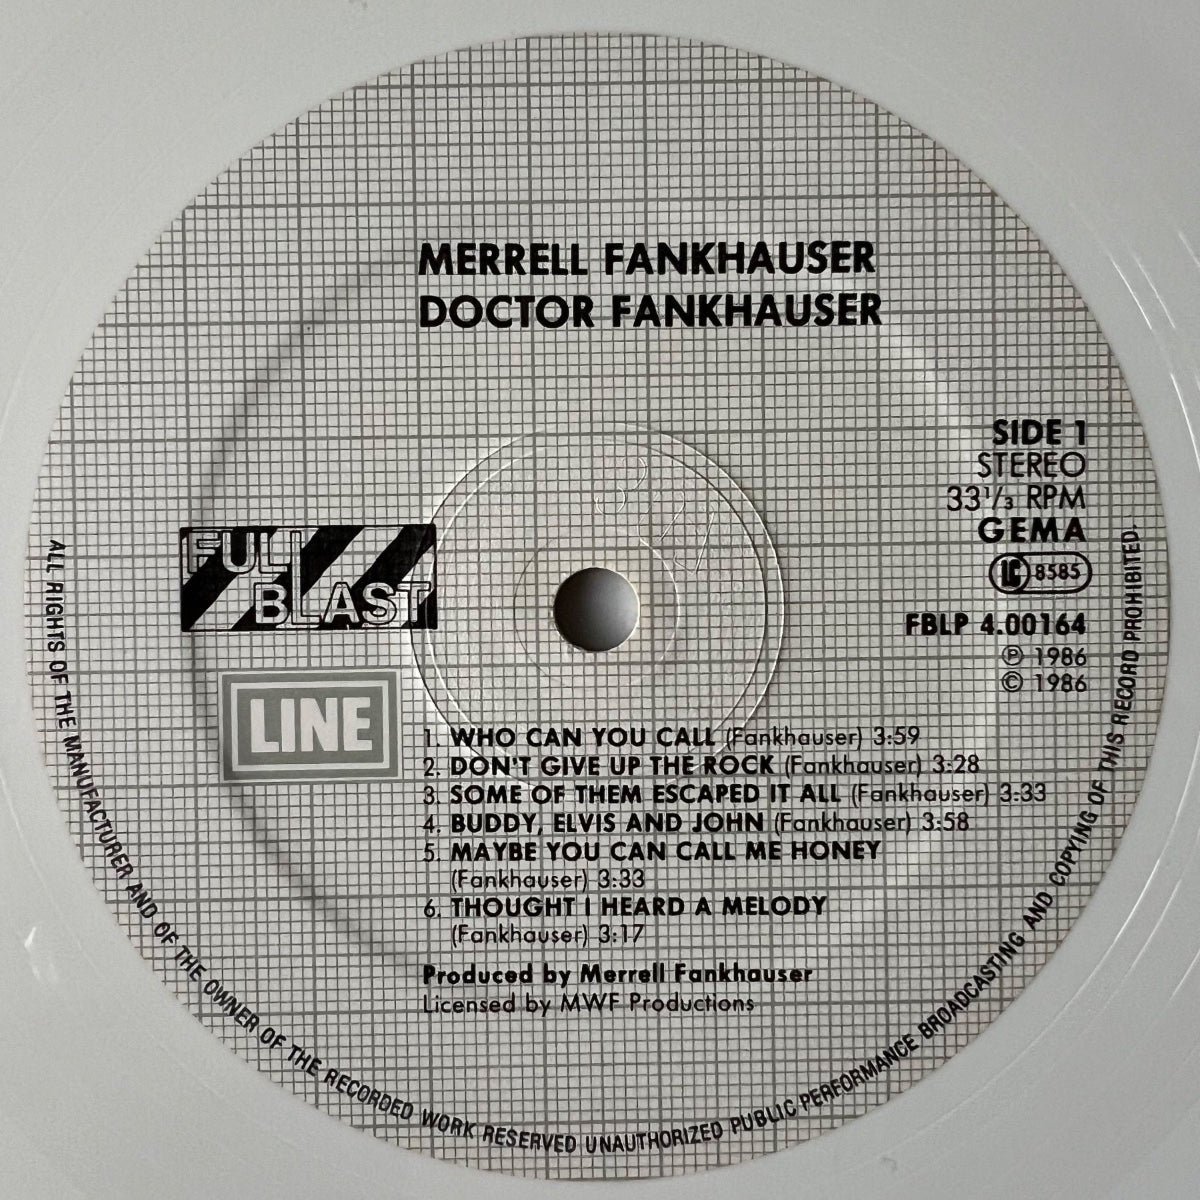 MERRELL FANKHAUSER
DOCTOR FANKHAUSER
SIDE 1
STEREO
33 1/3 RPM
GEMA
LC 8585
FBLP 4.00164
℗ 1986
© 1986
FULL
BLAST
LINE
1. WHO CAN YOU CALL (Fankhauser) 3:59
2. DON'T GIVE UP THE ROCK (Fankhauser) 3:28
3. SOME OF THEM ESCAPED IT ALL (Fankhauser) 3:33
4. BUDDY, ELVIS AND JOHN (Fankhauser) 3:58
5. MAYBE YOU CAN CALL ME HONEY
(Fankhauser) 3:33
6. THOUGHT I HEARD A MELODY
(Fankhauser) 3:17
Produced by Merrell Fankhauser
Licensed by MWF Productions
ALL RIGHTS OF THE MANUFACTURER AND OF THE OWNER OF THE RECORDED WORK RESERVED UNAUTHORIZED PUBLIC PERFORMANCE BROADCASTING AND COPYING OF THIS RECORD PROHIBITED.